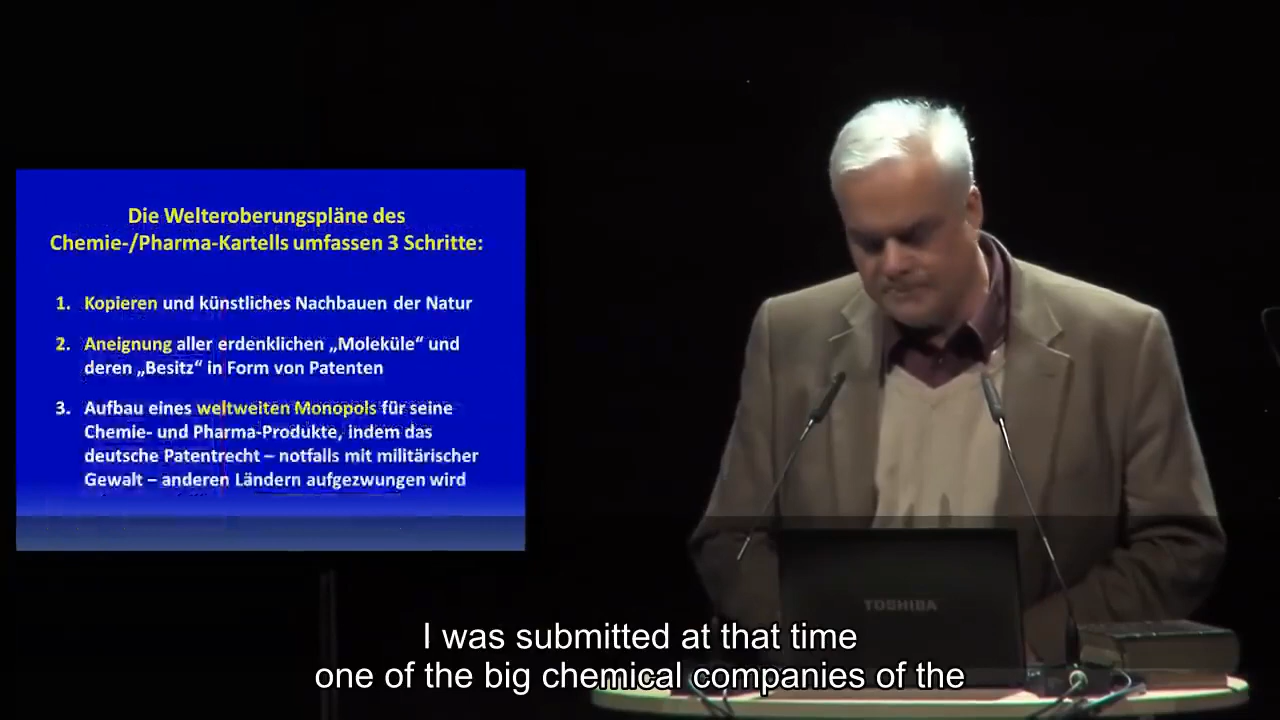 Die Welteroberungspläne des
Chemie-/Pharma-Kartells umfassen 3 Schritte:
1. Kopieren und künstliches Nachbauen der Natur
2. Aneignung aller erdenklichen „Moleküle“ und
deren „Besitz“ in Form von Patenten
3. Aufbau eines weltweiten Monopols für seine
Chemie- und Pharma-Produkte, indem das
deutsche Patentrecht – notfalls mit militärischer
Gewalt – anderen Ländern aufgezwungen wird
TOSHIBA
I was submitted at that time
one of the big chemical companies of the